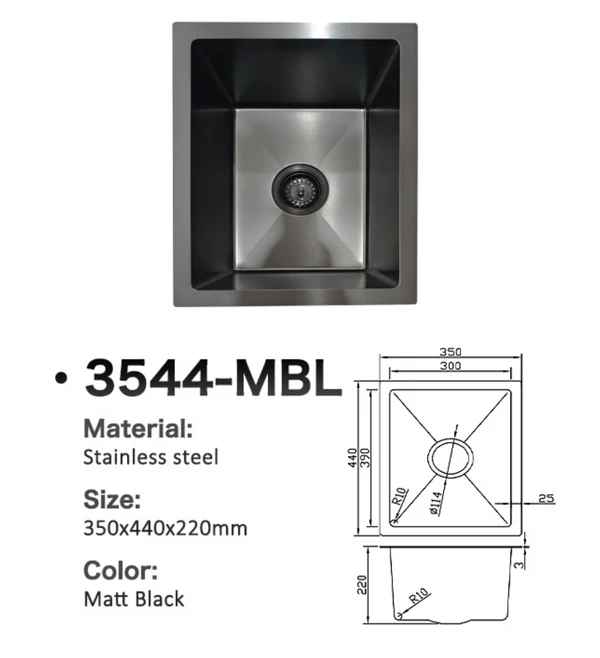 • 3544-MBL
Material:
Stainless steel
Size:
350x440x220mm
Color:
Matt Black
350
300
440
390
R10
ø114
25
3
220
R10